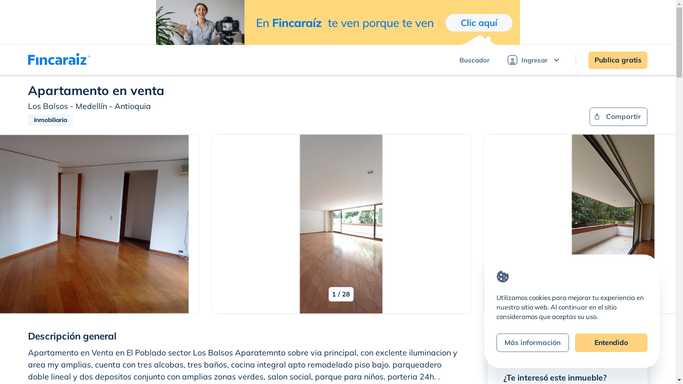 En Fincaraíz te ven porque te ven
Clic aquí
Fincaraiz
Buscador
Ingresar
Publica gratis
Apartamento en venta
Los Balsos - Medellín - Antioquia
Inmobiliaria
Compartir
1 / 28
Utilizamos cookies para mejorar tu experiencia en
nuestro sitio web. Al continuar en el sitio
consideramos que aceptas su uso.
Más información
Entendido
Descripción general
Apartamento en Venta en El Poblado sector Los Balsos Aparatemnto sobre via principal, con exclente iluminacion y
area my amplias, cuenta con tres alcobas, tres baños, cocina integral apto remodelado piso bajo. parqueadero
doble lineal y dos depositos conjunto con amplias zonas verdes, salon social, parque para niños, porteria 24h. .
¿Te interesó este inmueble?